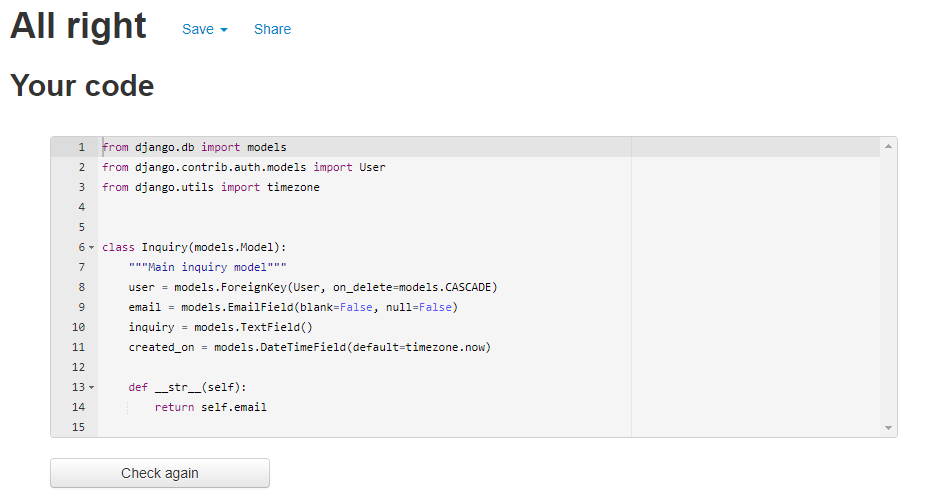 All right Save Share
Your code
1 from django.db import models
2 from django.contrib.auth.models import User
3 from django.utils import timezone
4
5
6 class Inquiry(models.Model):
7     """Main inquiry model"""
8     user = models.ForeignKey(User, on_delete=models.CASCADE)
9     email = models.EmailField(blank=False, null=False)
10     inquiry = models.TextField()
11     created_on = models.DateTimeField(default=timezone.now)
12
13     def __str__(self):
14         return self.email
15
Check again